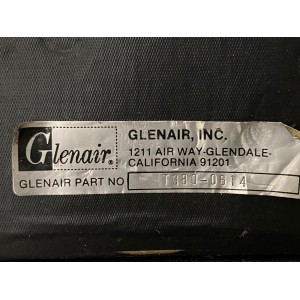 Glenair®
GLENAIR, INC.
1211 AIR WAY-GLENDALE-
CALIFORNIA 91201
GLENAIR PART NO